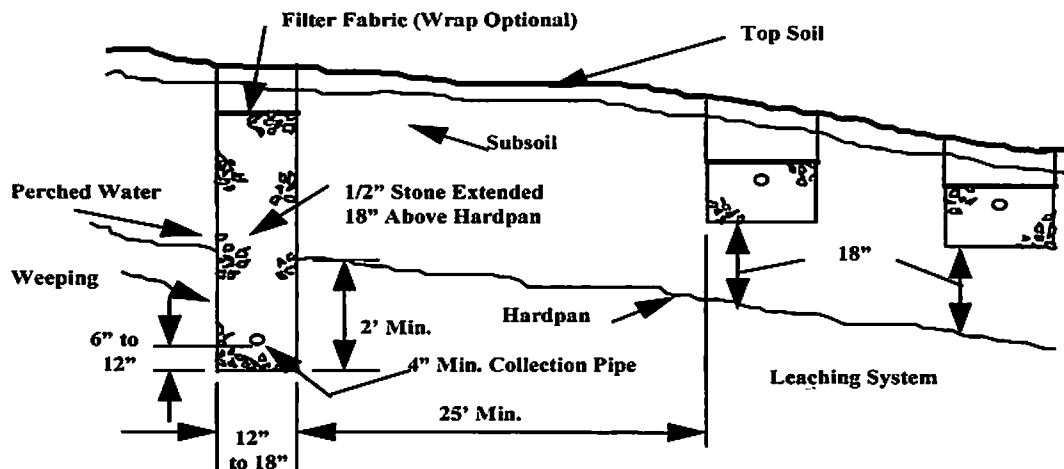 Filter Fabric (Wrap Optional)
Top Soil
Subsoil
Perched Water
1/2” Stone Extended
18” Above Hardpan
Weeping
18”
2’ Min.
Hardpan
6” to
12”
4” Min. Collection Pipe
Leaching System
25’ Min.
12”
to 18”